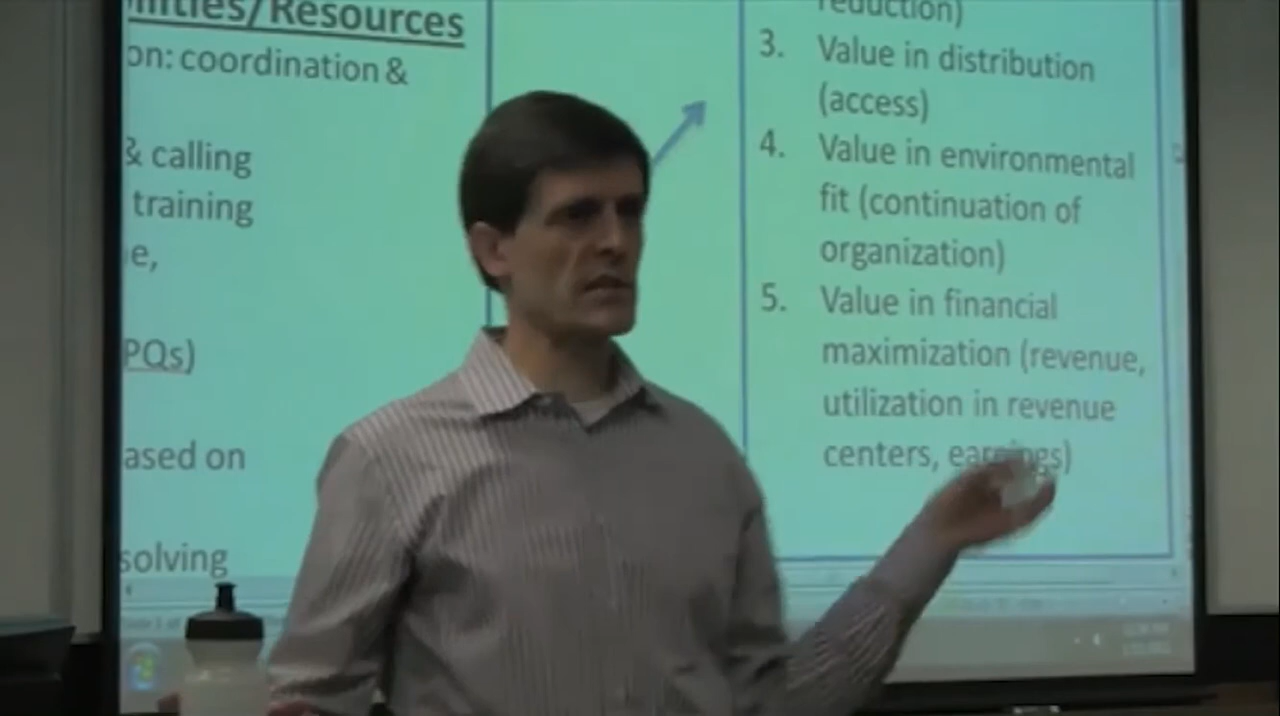 ilities/Resources
on: coordination &
& calling
training
e,
PQs)
ased on
solving
reduction)
3. Value in distribution
(access)
4. Value in environmental
fit (continuation of
organization)
5. Value in financial
maximization (revenue,
utilization in revenue
centers, earnings)